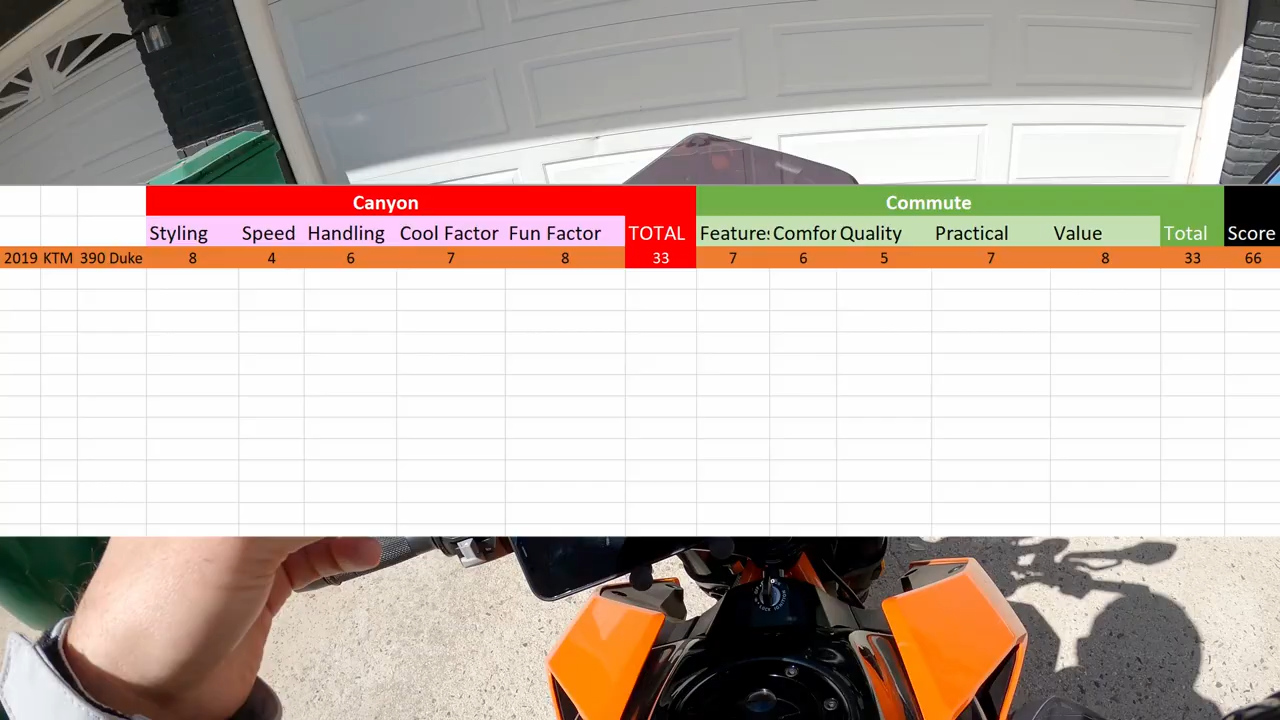 Canyon Commute
Styling Speed Handling Cool Factor Fun Factor TOTAL Feature Comfor Quality Practical Value Total Score
2019 KTM 390 Duke 8 4 6 7 8 33 7 6 5 7 8 33 66